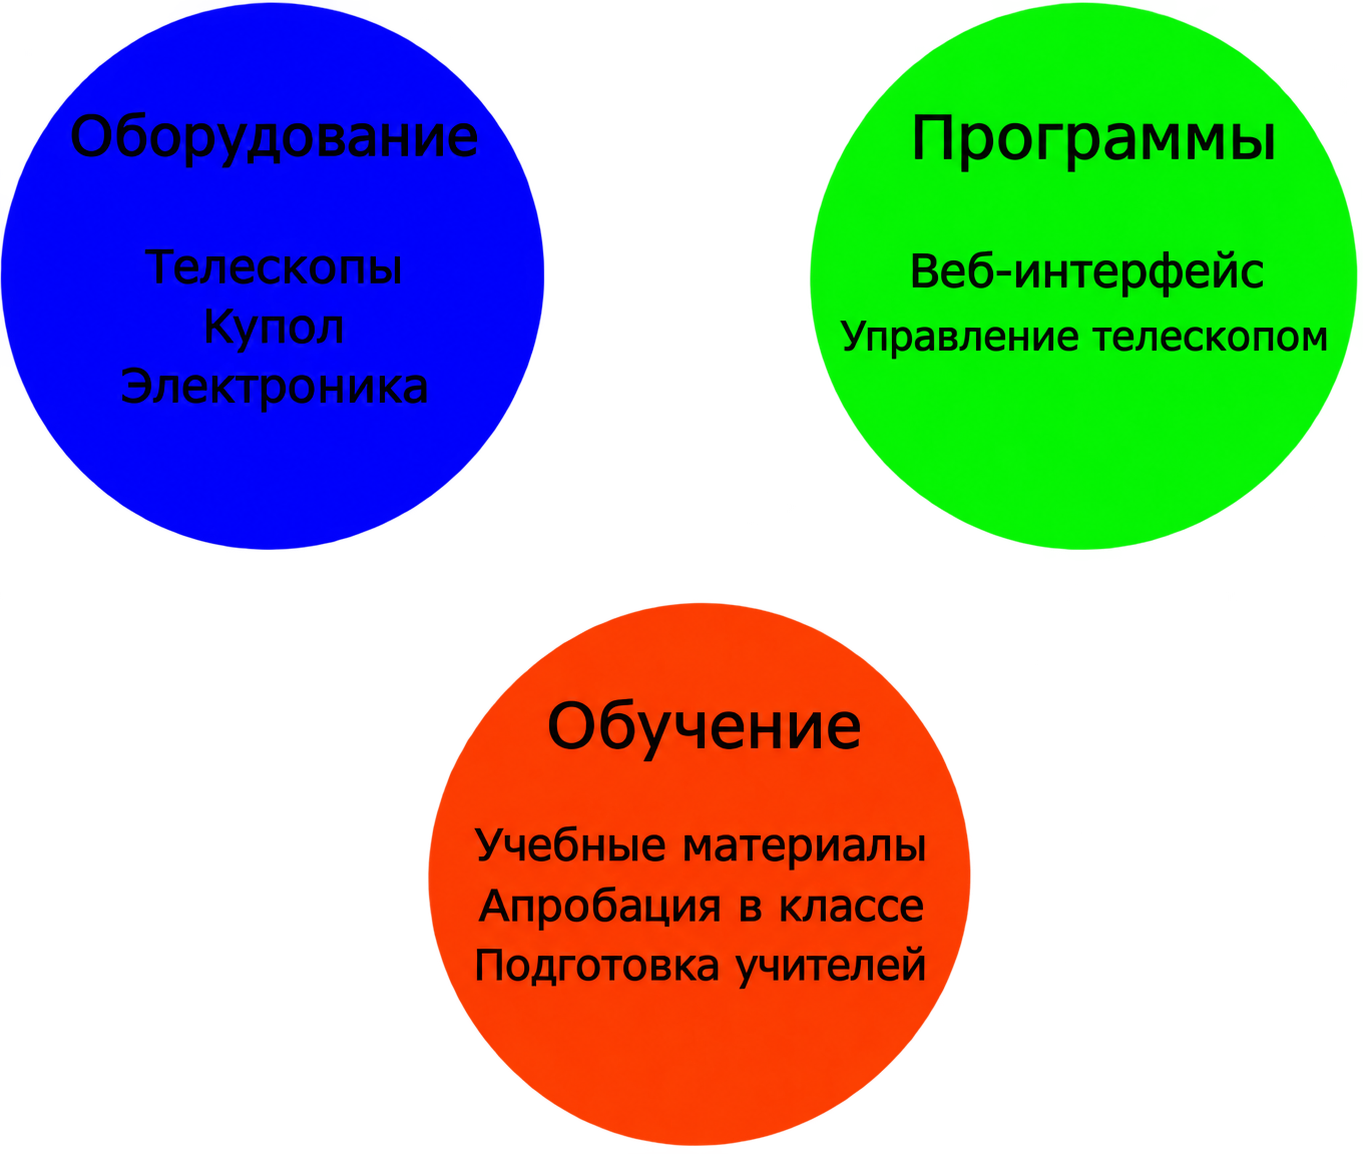 Оборудование
Телескопы
Купол
Электроника
Программы
Веб-интерфейс
Управление телескопом
Обучение
Учебные материалы
Апробация в классе
Подготовка учителей